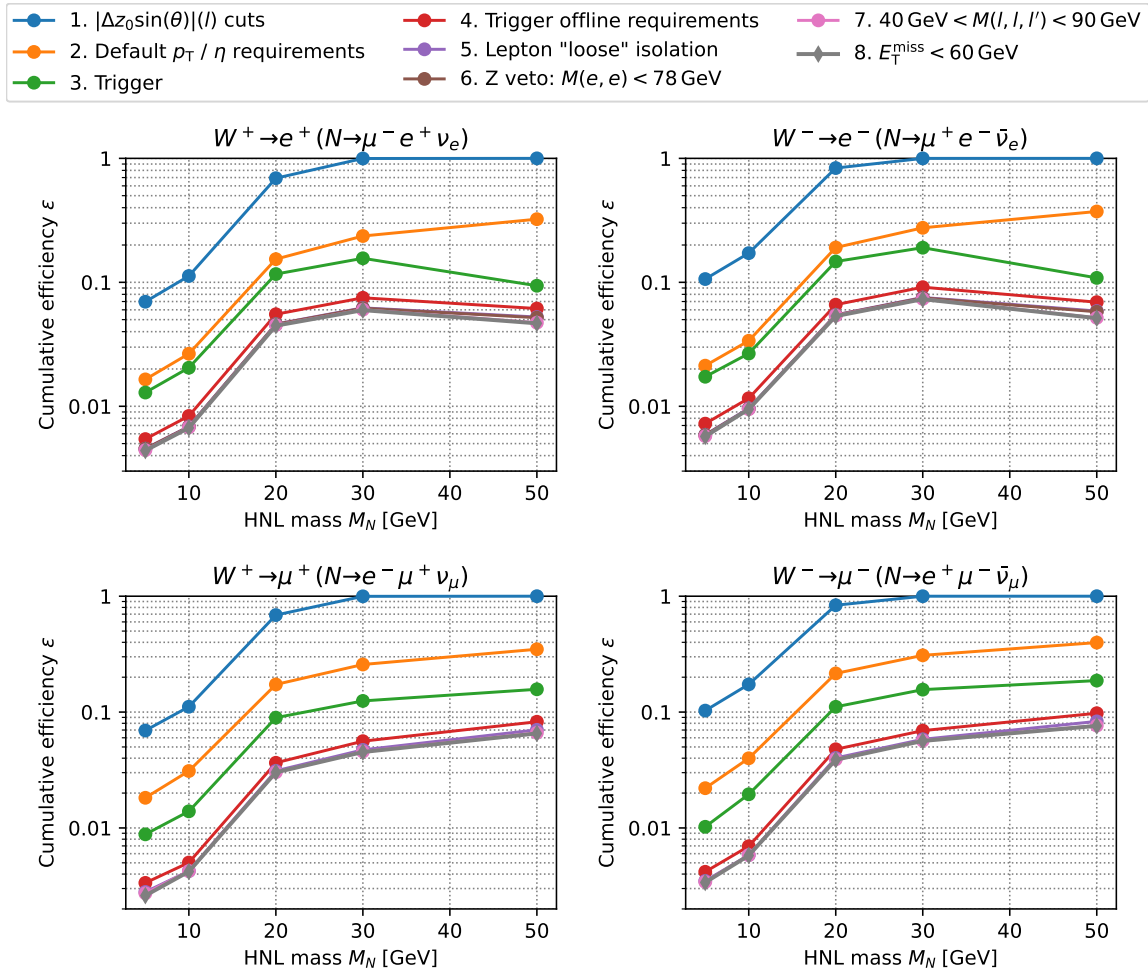 1. |Δz₀sin(θ)|(l) cuts
2. Default p_T / η requirements
3. Trigger
4. Trigger offline requirements
5. Lepton "loose" isolation
6. Z veto: M(e, e) < 78 GeV
7. 40 GeV < M(l, l, l′) < 90 GeV
8. E_T^miss < 60 GeV
W⁺→e⁺(N→μ⁻e⁺ν_e)
1
0.1
0.01
Cumulative efficiency ε
10 20 30 40 50
HNL mass M_N [GeV]
W⁻→e⁻(N→μ⁺e⁻ν̄_e)
1
0.1
0.01
Cumulative efficiency ε
10 20 30 40 50
HNL mass M_N [GeV]
W⁺→μ⁺(N→e⁻μ⁺ν_μ)
1
0.1
0.01
Cumulative efficiency ε
10 20 30 40 50
HNL mass M_N [GeV]
W⁻→μ⁻(N→e⁺μ⁻ν̄_μ)
1
0.1
0.01
Cumulative efficiency ε
10 20 30 40 50
HNL mass M_N [GeV]